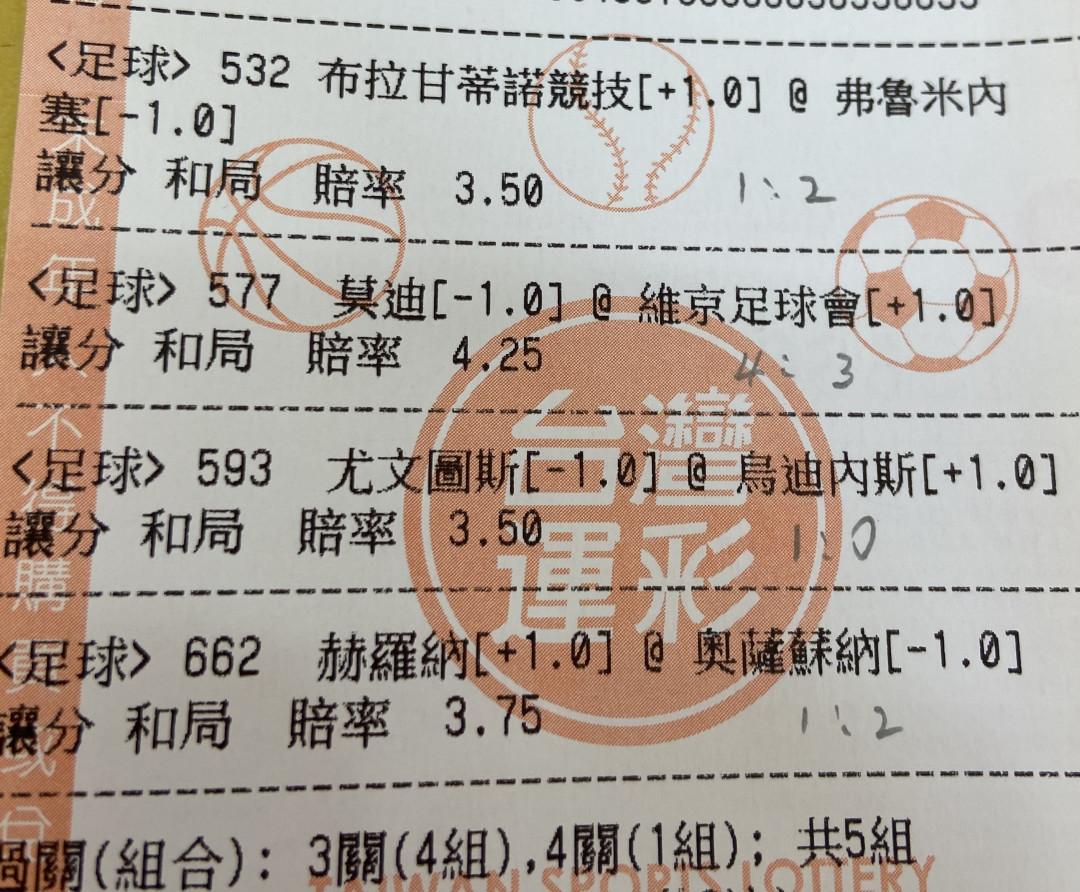 <足球> 532 布拉甘蒂諾競技[+1.0] @ 弗魯米內
塞[-1.0]
讓分 和局 賠率 3.50 1:2
<足球> 577 莫迪[-1.0] @ 維京足球會[+1.0]
讓分 和局 賠率 4.25 4:3
<足球> 593 尤文圖斯[-1.0] @ 烏迪內斯[+1.0]
讓分 和局 賠率 3.50 1:0
<足球> 662 赫羅納[+1.0] @ 奧薩蘇納[-1.0]
讓分 和局 賠率 3.75 1:2
過關(組合): 3關(4組),4關(1組); 共5組
台灣
運彩
TAIWAN SPORTS LOTTERY